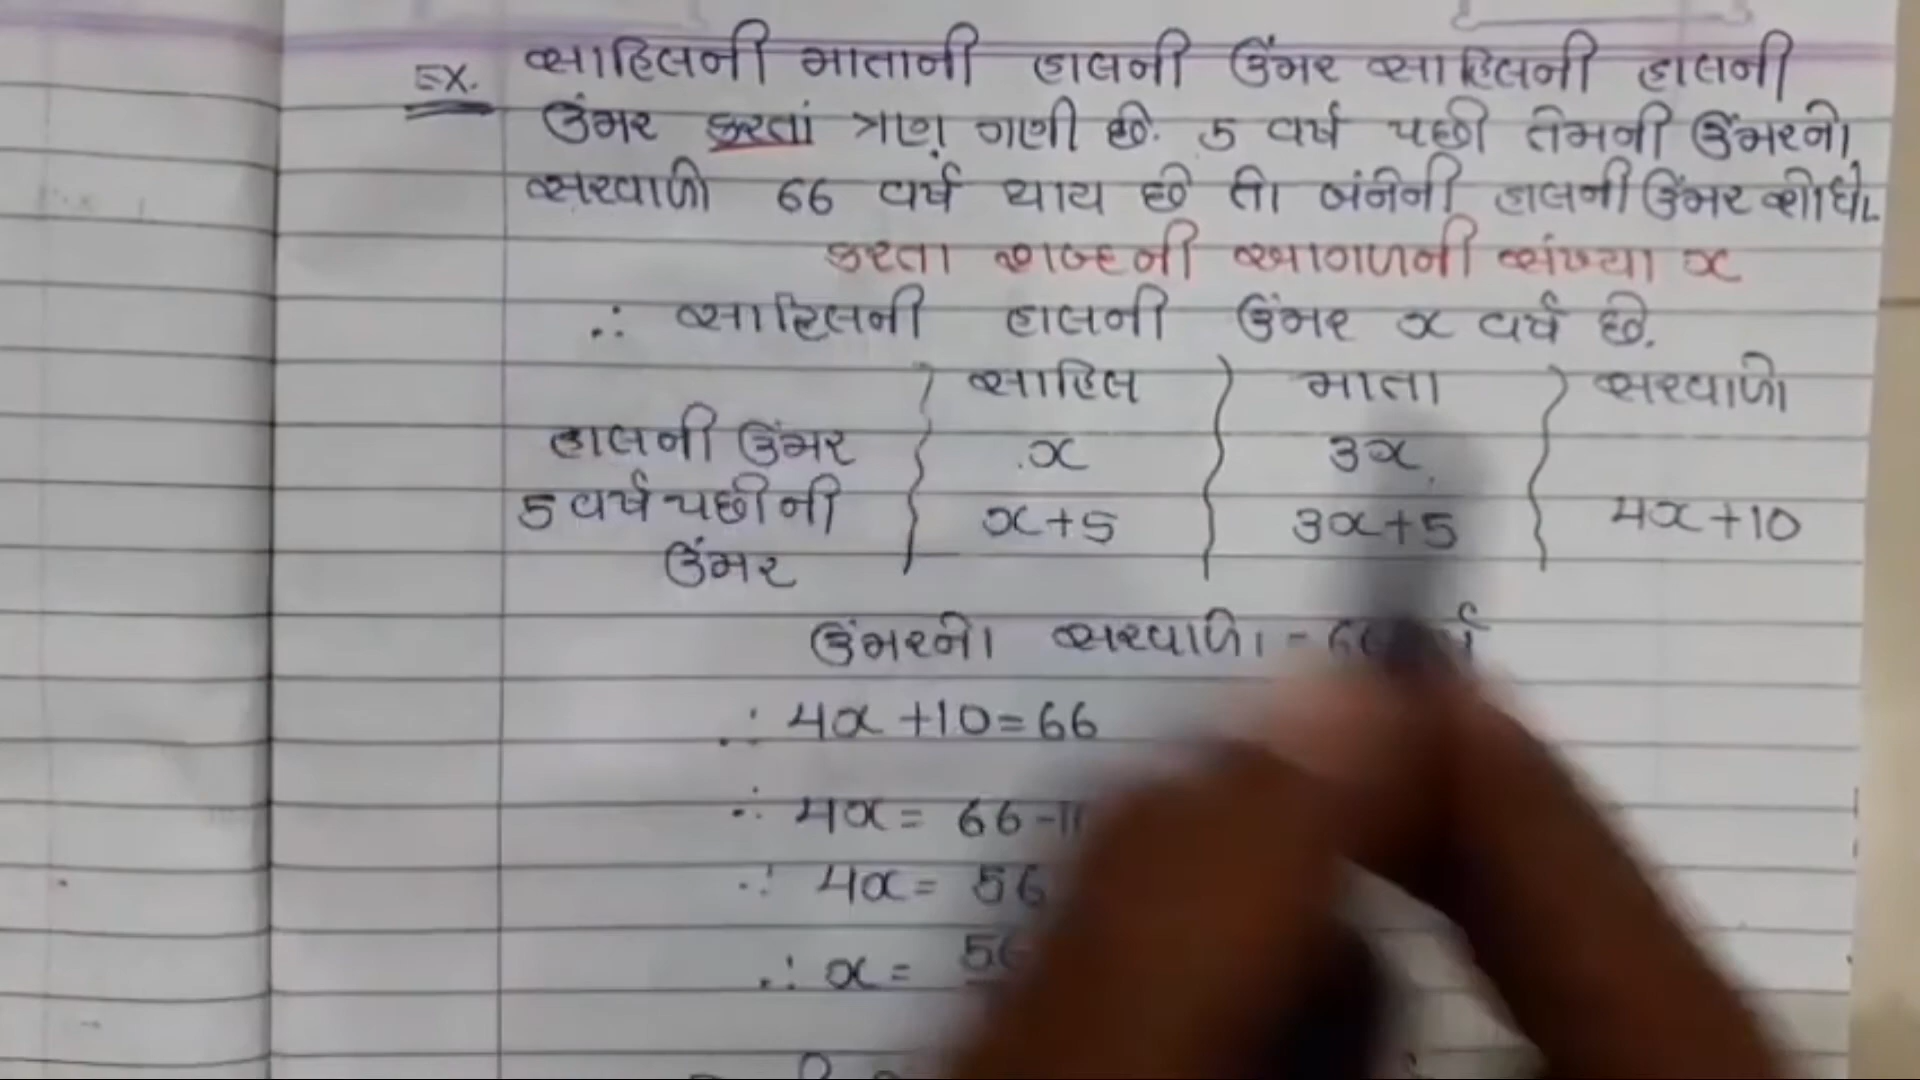 Ex. સાહિલની માતાની હાલની ઉંમર સાહિલની હાલની
ઉંમર કરતાં ત્રણ ગણી છે. 5 વર્ષ પછી તેમની ઉંમરનો
સરવાળો 66 વર્ષ થાય છે તો બંનેની હાલની ઉંમર શોધો.
કરતા શબ્દની આગળની સંખ્યા x
∴ સાહિલની હાલની ઉંમર x વર્ષ છે.
સાહિલ માતા સરવાળો
હાલની ઉંમર x 3x
5 વર્ષ પછીની x+5 3x+5 4x+10
ઉંમર
ઉંમરનો સરવાળો -
∴ 4x +10=66
∴ 4x = 66 -
∴ 4x = 56
∴ x =